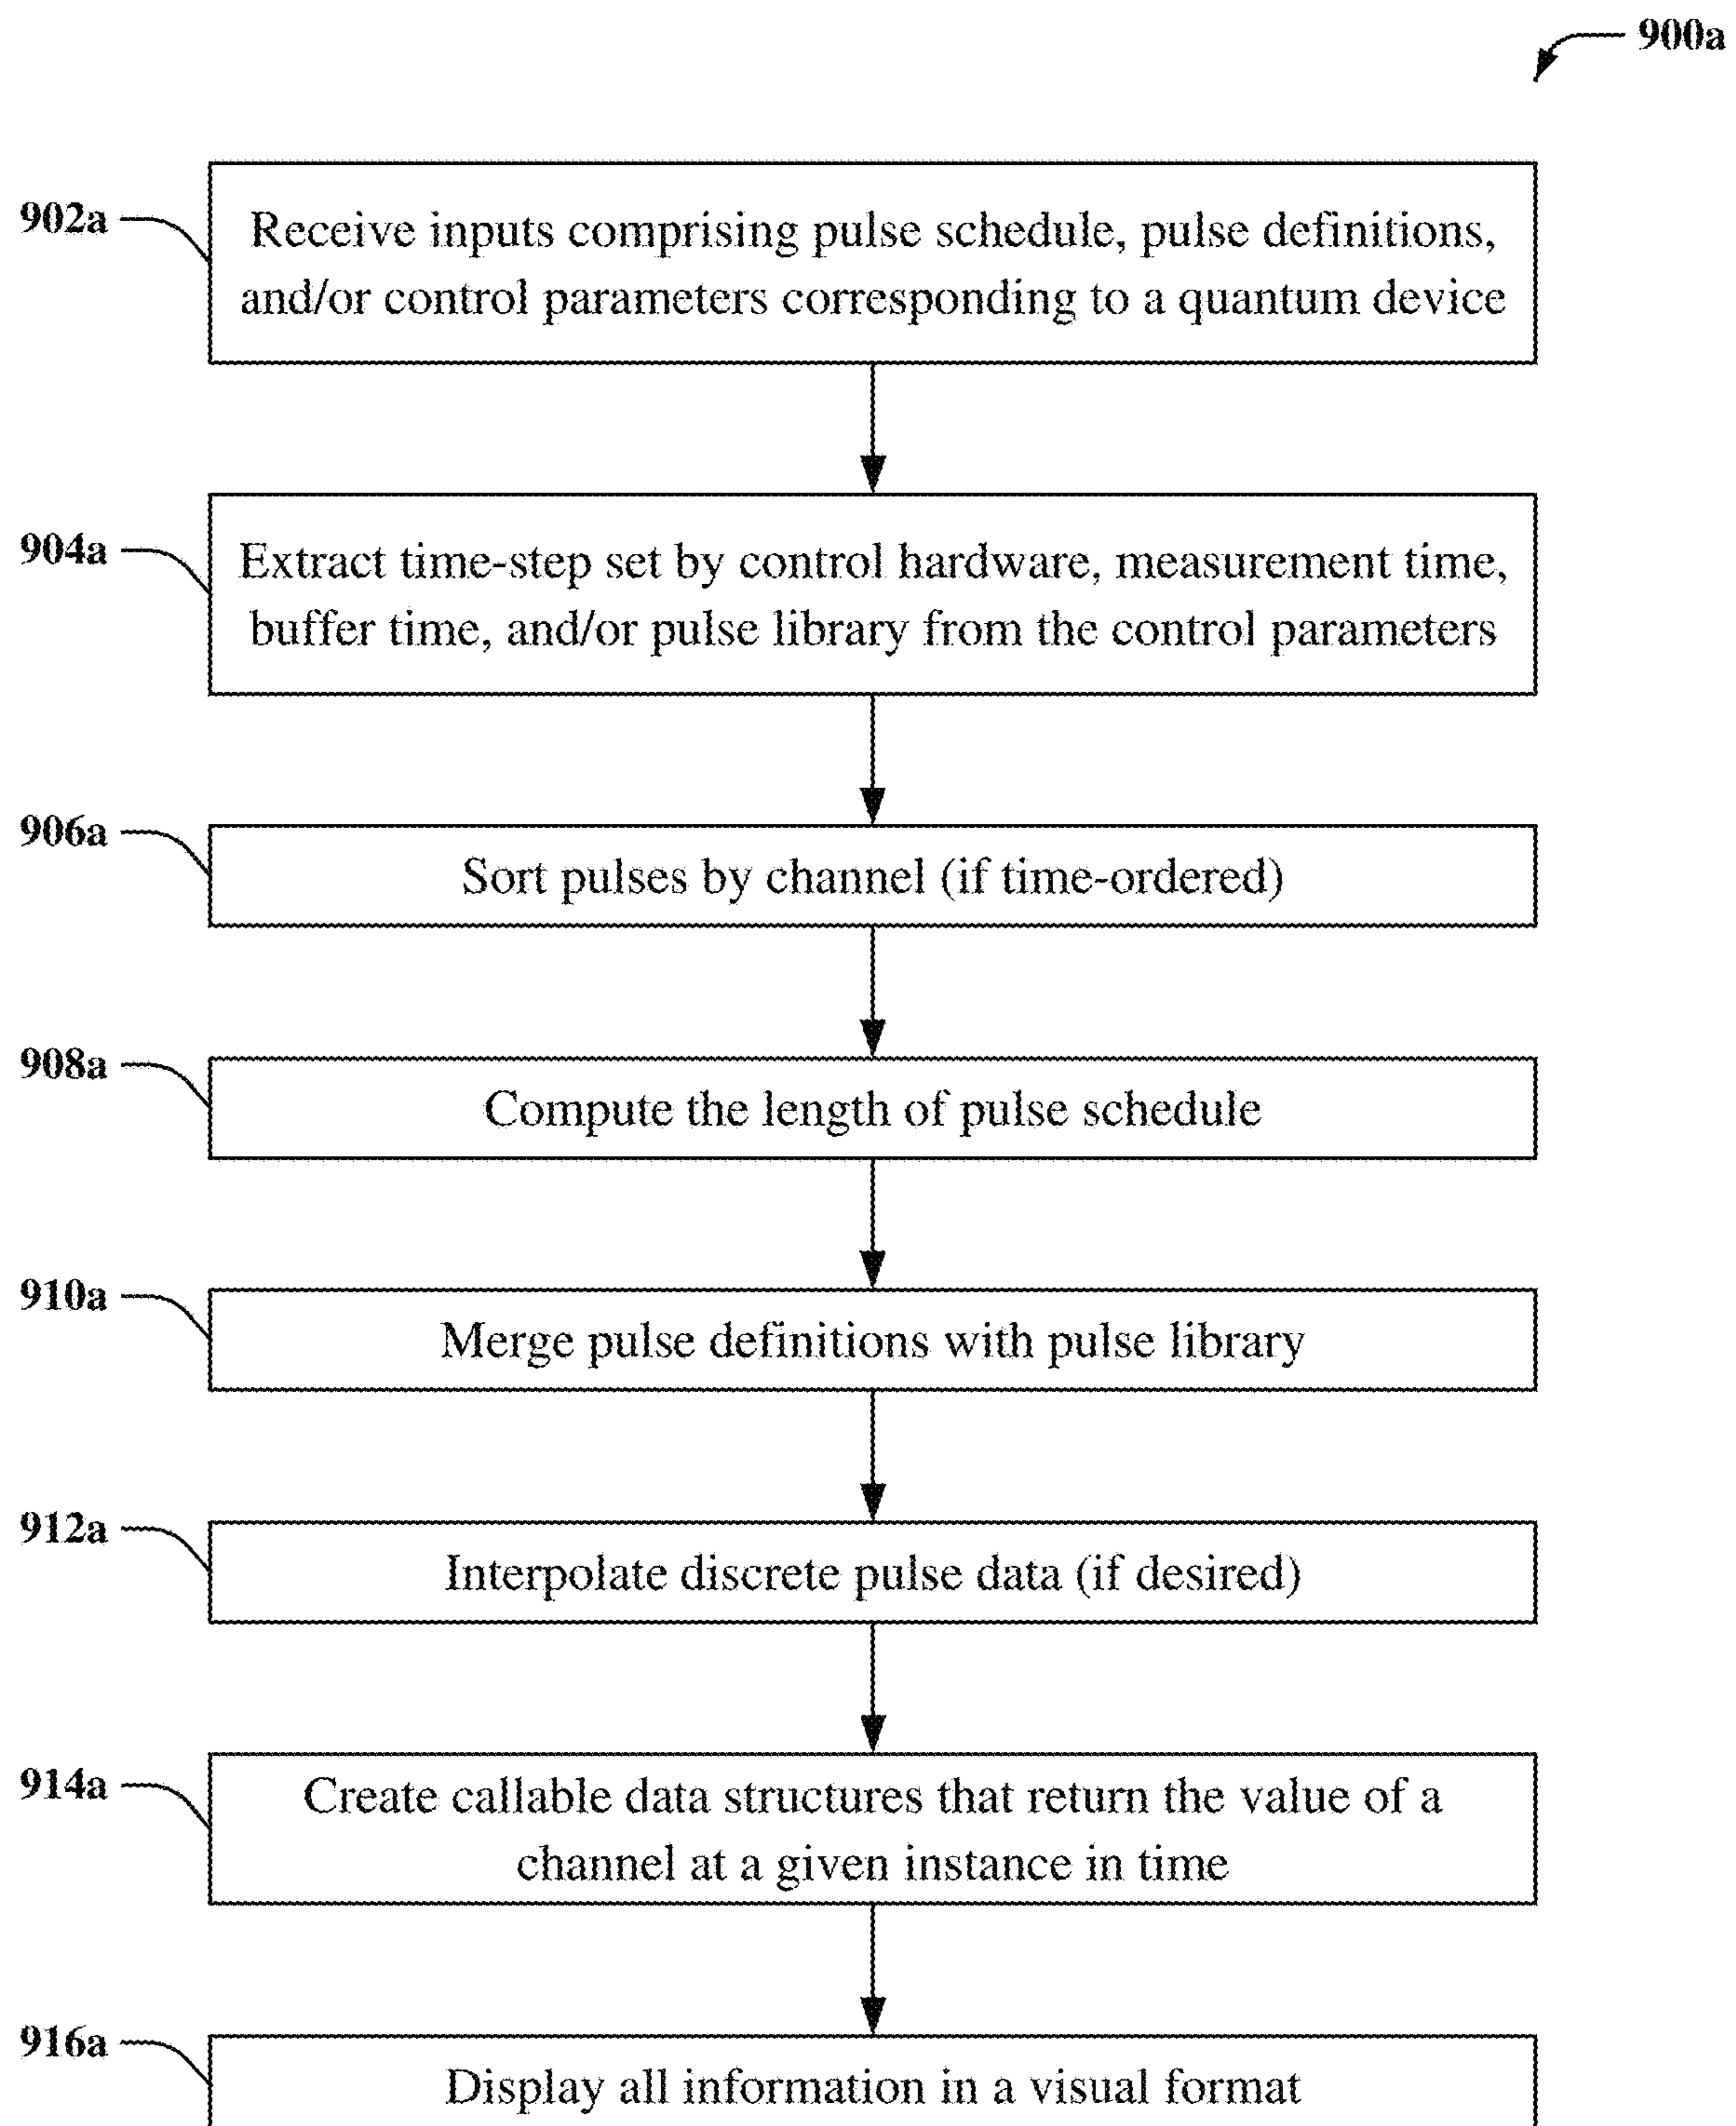 900a
902a
Receive inputs comprising pulse schedule, pulse definitions,
and/or control parameters corresponding to a quantum device
904a
Extract time-step set by control hardware, measurement time,
buffer time, and/or pulse library from the control parameters
906a
Sort pulses by channel (if time-ordered)
908a
Compute the length of pulse schedule
910a
Merge pulse definitions with pulse library
912a
Interpolate discrete pulse data (if desired)
914a
Create callable data structures that return the value of a
channel at a given instance in time
916a
Display all information in a visual format